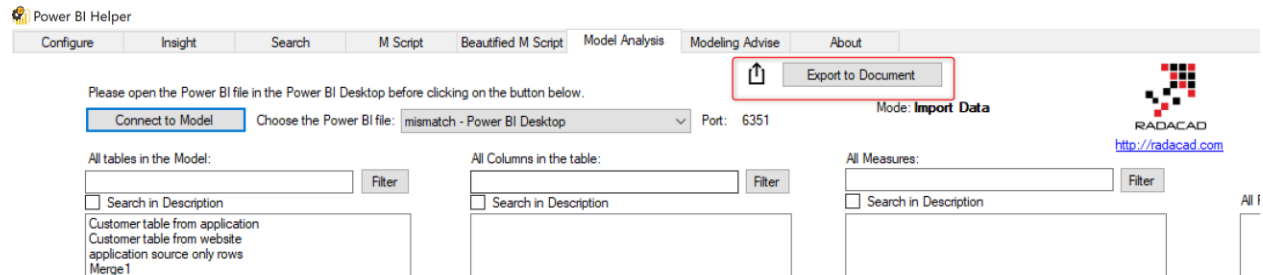 Power BI Helper
Configure Insight Search M Script Beautified M Script Model Analysis Modeling Advise About
Export to Document
Please open the Power BI file in the Power BI Desktop before clicking on the button below.
Connect to Model Choose the Power BI file: mismatch - Power BI Desktop Port: 6351 Mode: Import Data
RADACAD
http://radacad.com
All tables in the Model: All Columns in the table: All Measures:
Filter Filter Filter
Search in Description Search in Description Search in Description All
Customer table from application
Customer table from website
application source only rows
Merge1